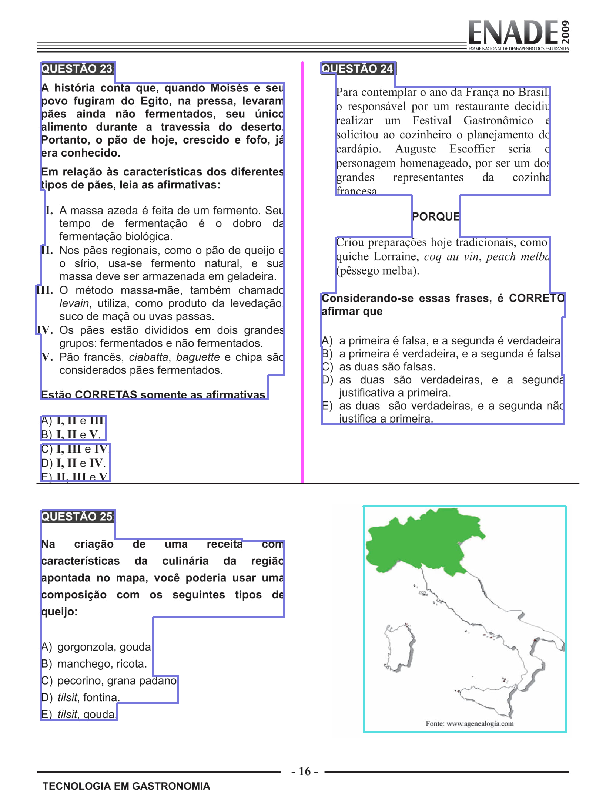 ENADE 2009
EXAME NACIONAL DE DESEMPENHO DOS ESTUDANTES
QUESTÃO 23
A história conta que, quando Moisés e seu
povo fugiram do Egito, na pressa, levaram
pães ainda não fermentados, seu único
alimento durante a travessia do deserto.
Portanto, o pão de hoje, crescido e fofo, já
era conhecido.
Em relação às características dos diferentes
tipos de pães, leia as afirmativas:
I. A massa azeda é feita de um fermento. Seu
tempo de fermentação é o dobro da
fermentação biológica.
II. Nos pães regionais, como o pão de queijo e
o sírio, usa-se fermento natural, e sua
massa deve ser armazenada em geladeira.
III. O método massa-mãe, também chamado
levain, utiliza, como produto da levedação,
suco de maçã ou uvas passas.
IV. Os pães estão divididos em dois grandes
grupos: fermentados e não fermentados.
V. Pão francês, ciabatta, baguette e chipa são
considerados pães fermentados.
Estão CORRETAS somente as afirmativas
A) I, II e III
B) I, II e V.
C) I, III e IV
D) I, II e IV.
E) II, III e V
QUESTÃO 24
Para contemplar o ano da França no Brasil,
o responsável por um restaurante decidiu
realizar um Festival Gastronômico e
solicitou ao cozinheiro o planejamento do
cardápio. Auguste Escoffier seria o
personagem homenageado, por ser um dos
grandes representantes da cozinha
francesa
PORQUE
Criou preparações hoje tradicionais, como:
quiche Lorraine, coq au vin, peach melba
(pêssego melba).
Considerando-se essas frases, é CORRETO
afirmar que
A) a primeira é falsa, e a segunda é verdadeira
B) a primeira é verdadeira, e a segunda é falsa
C) as duas são falsas.
D) as duas são verdadeiras, e a segunda
justificativa a primeira.
E) as duas são verdadeiras, e a segunda não
justifica a primeira.
QUESTÃO 25
Na criação de uma receita com
características da culinária da região
apontada no mapa, você poderia usar uma
composição com os seguintes tipos de
queijo:
A) gorgonzola, gouda
B) manchego, ricota.
C) pecorino, grana padano
D) tilsit, fontina.
E) tilsit, gouda
Fonte: www.agenealogia.com
- 16 -
TECNOLOGIA EM GASTRONOMIA